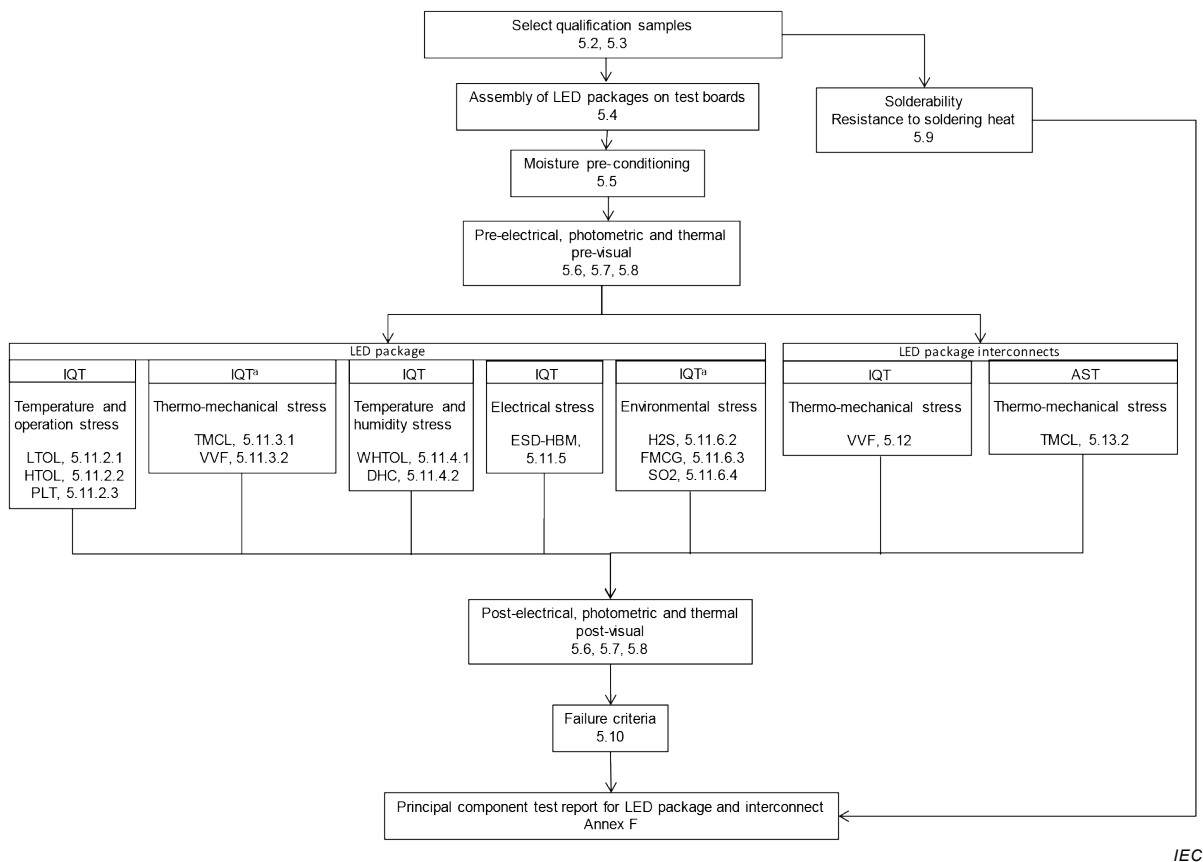 Select qualification samples
5.2, 5.3
Assembly of LED packages on test boards
5.4
Solderability
Resistance to soldering heat
5.9
Moisture pre-conditioning
5.5
Pre-electrical, photometric and thermal
pre-visual
5.6, 5.7, 5.8
LED package
IQT
Temperature and
operation stress
LTOL, 5.11.2.1
HTOL, 5.11.2.2
PLT, 5.11.2.3
IQTª
Thermo-mechanical stress
TMCL, 5.11.3.1
VVF, 5.11.3.2
IQT
Temperature and
humidity stress
WHTOL, 5.11.4.1
DHC, 5.11.4.2
IQT
Electrical stress
ESD-HBM,
5.11.5
IQTª
Environmental stress
H2S, 5.11.6.2
FMCG, 5.11.6.3
SO2, 5.11.6.4
LED package interconnects
IQT
Thermo-mechanical stress
VVF, 5.12
AST
Thermo-mechanical stress
TMCL, 5.13.2
Post-electrical, photometric and thermal
post-visual
5.6, 5.7, 5.8
Failure criteria
5.10
Principal component test report for LED package and interconnect
Annex F
IEC